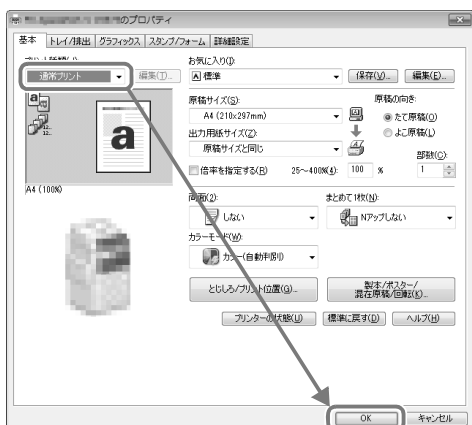 のプロパティ
基本 トレイ/排出 グラフィックス スタンプ/フォーム 詳細設定
通常プリント 編集(T)...
お気に入り(I):
標準 保存(V)... 編集(E)...
原稿サイズ(S):
A4 (210x297mm)
出力用紙サイズ(Z):
原稿サイズと同じ
倍率を指定する(R) 25～400%(4): 100 %
原稿の向き:
たて原稿(O)
よこ原稿(L)
部数(C):
1
A4 (100%)
両面(2):
しない
まとめて1枚(N):
Nアップしない
カラーモード(W):
カラー(自動判別)
とじしろ/プリント位置(G)...
製本/ポスター/
混在原稿/回転(K)...
プリンターの状態(U) 標準に戻す(D) ヘルプ(H)
OK キャンセル